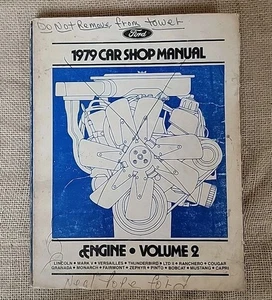 Do Not Remove from tower
Ford
1979 CAR SHOP MANUAL
ENGINE • VOLUME 2
LINCOLN • MARK V • VERSAILLES • THUNDERBIRD • LTD II • RANCHERO • COUGAR
GRANADA • MONARCH • FAIRMONT • ZEPHYR • PINTO • BOBCAT • MUSTANG • CAPRI